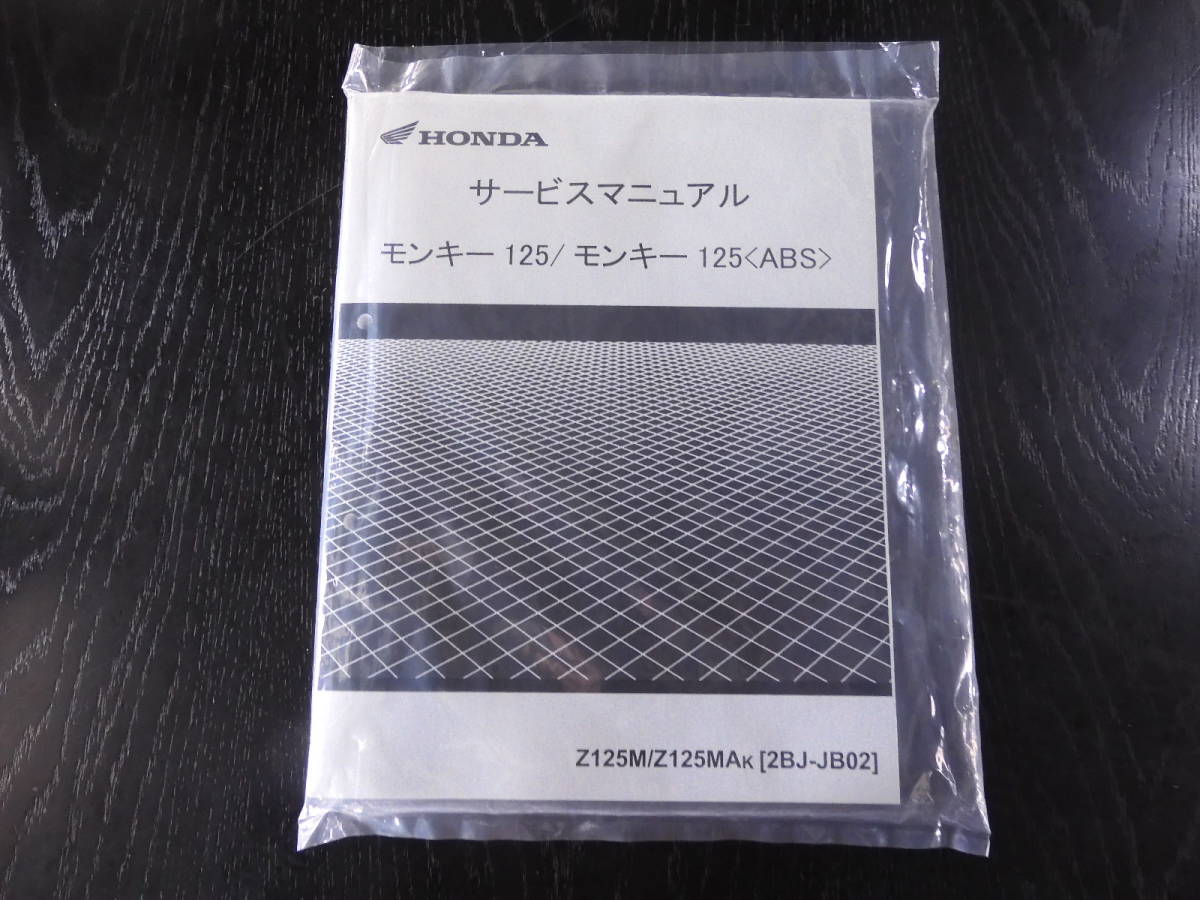 HONDA
サービスマニュアル
モンキー 125/ モンキー 125<ABS>
Z125M/Z125MAK [2BJ-JB02]